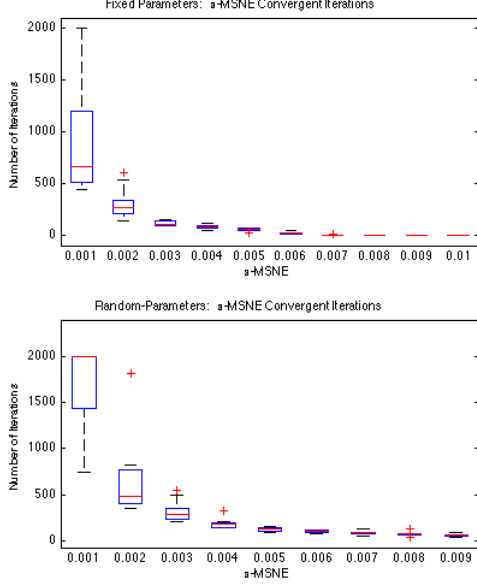 Fixed Parameters: ε-MSNE Convergent Iterations
2000
1500
1000
500
0
Number of Iterations
0.001 0.002 0.003 0.004 0.005 0.006 0.007 0.008 0.009 0.01
ε-MSNE
Random-Parameters: ε-MSNE Convergent Iterations
2000
1500
1000
500
0
Number of Iterations
0.001 0.002 0.003 0.004 0.005 0.006 0.007 0.008 0.009
ε-MSNE